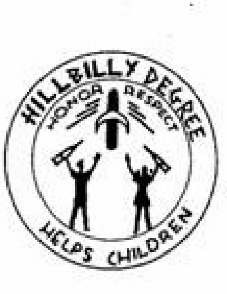 HILLBILLY DEGREE
HONOR RESPECT
HELPS CHILDREN